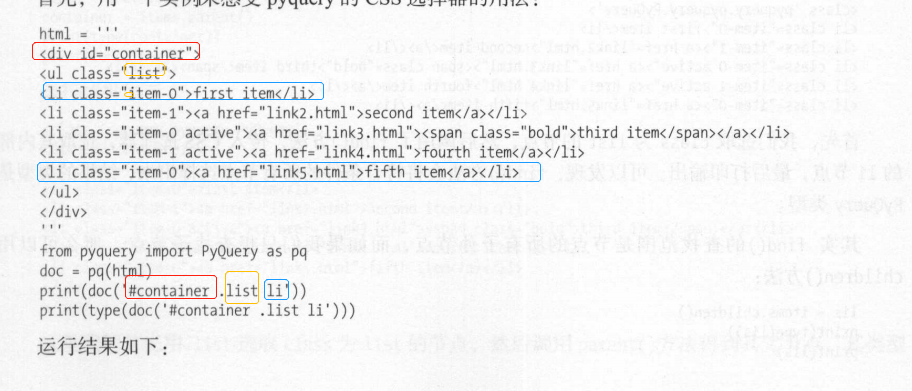 首先，用一个实例来感受 pyquery 的 CSS 选择器的用法：
html = '''
<div id="container">
<ul class="list">
<li class="item-0">first item</li>
<li class="item-1"><a href="link2.html">second item</a></li>
<li class="item-0 active"><a href="link3.html"><span class="bold">third item</span></a></li>
<li class="item-1 active"><a href="link4.html">fourth item</a></li>
<li class="item-0"><a href="link5.html">fifth item</a></li>
</ul>
</div>
'''
from pyquery import PyQuery as pq
doc = pq(html)
print(doc('#container .list li'))
print(type(doc('#container .list li')))
运行结果如下：